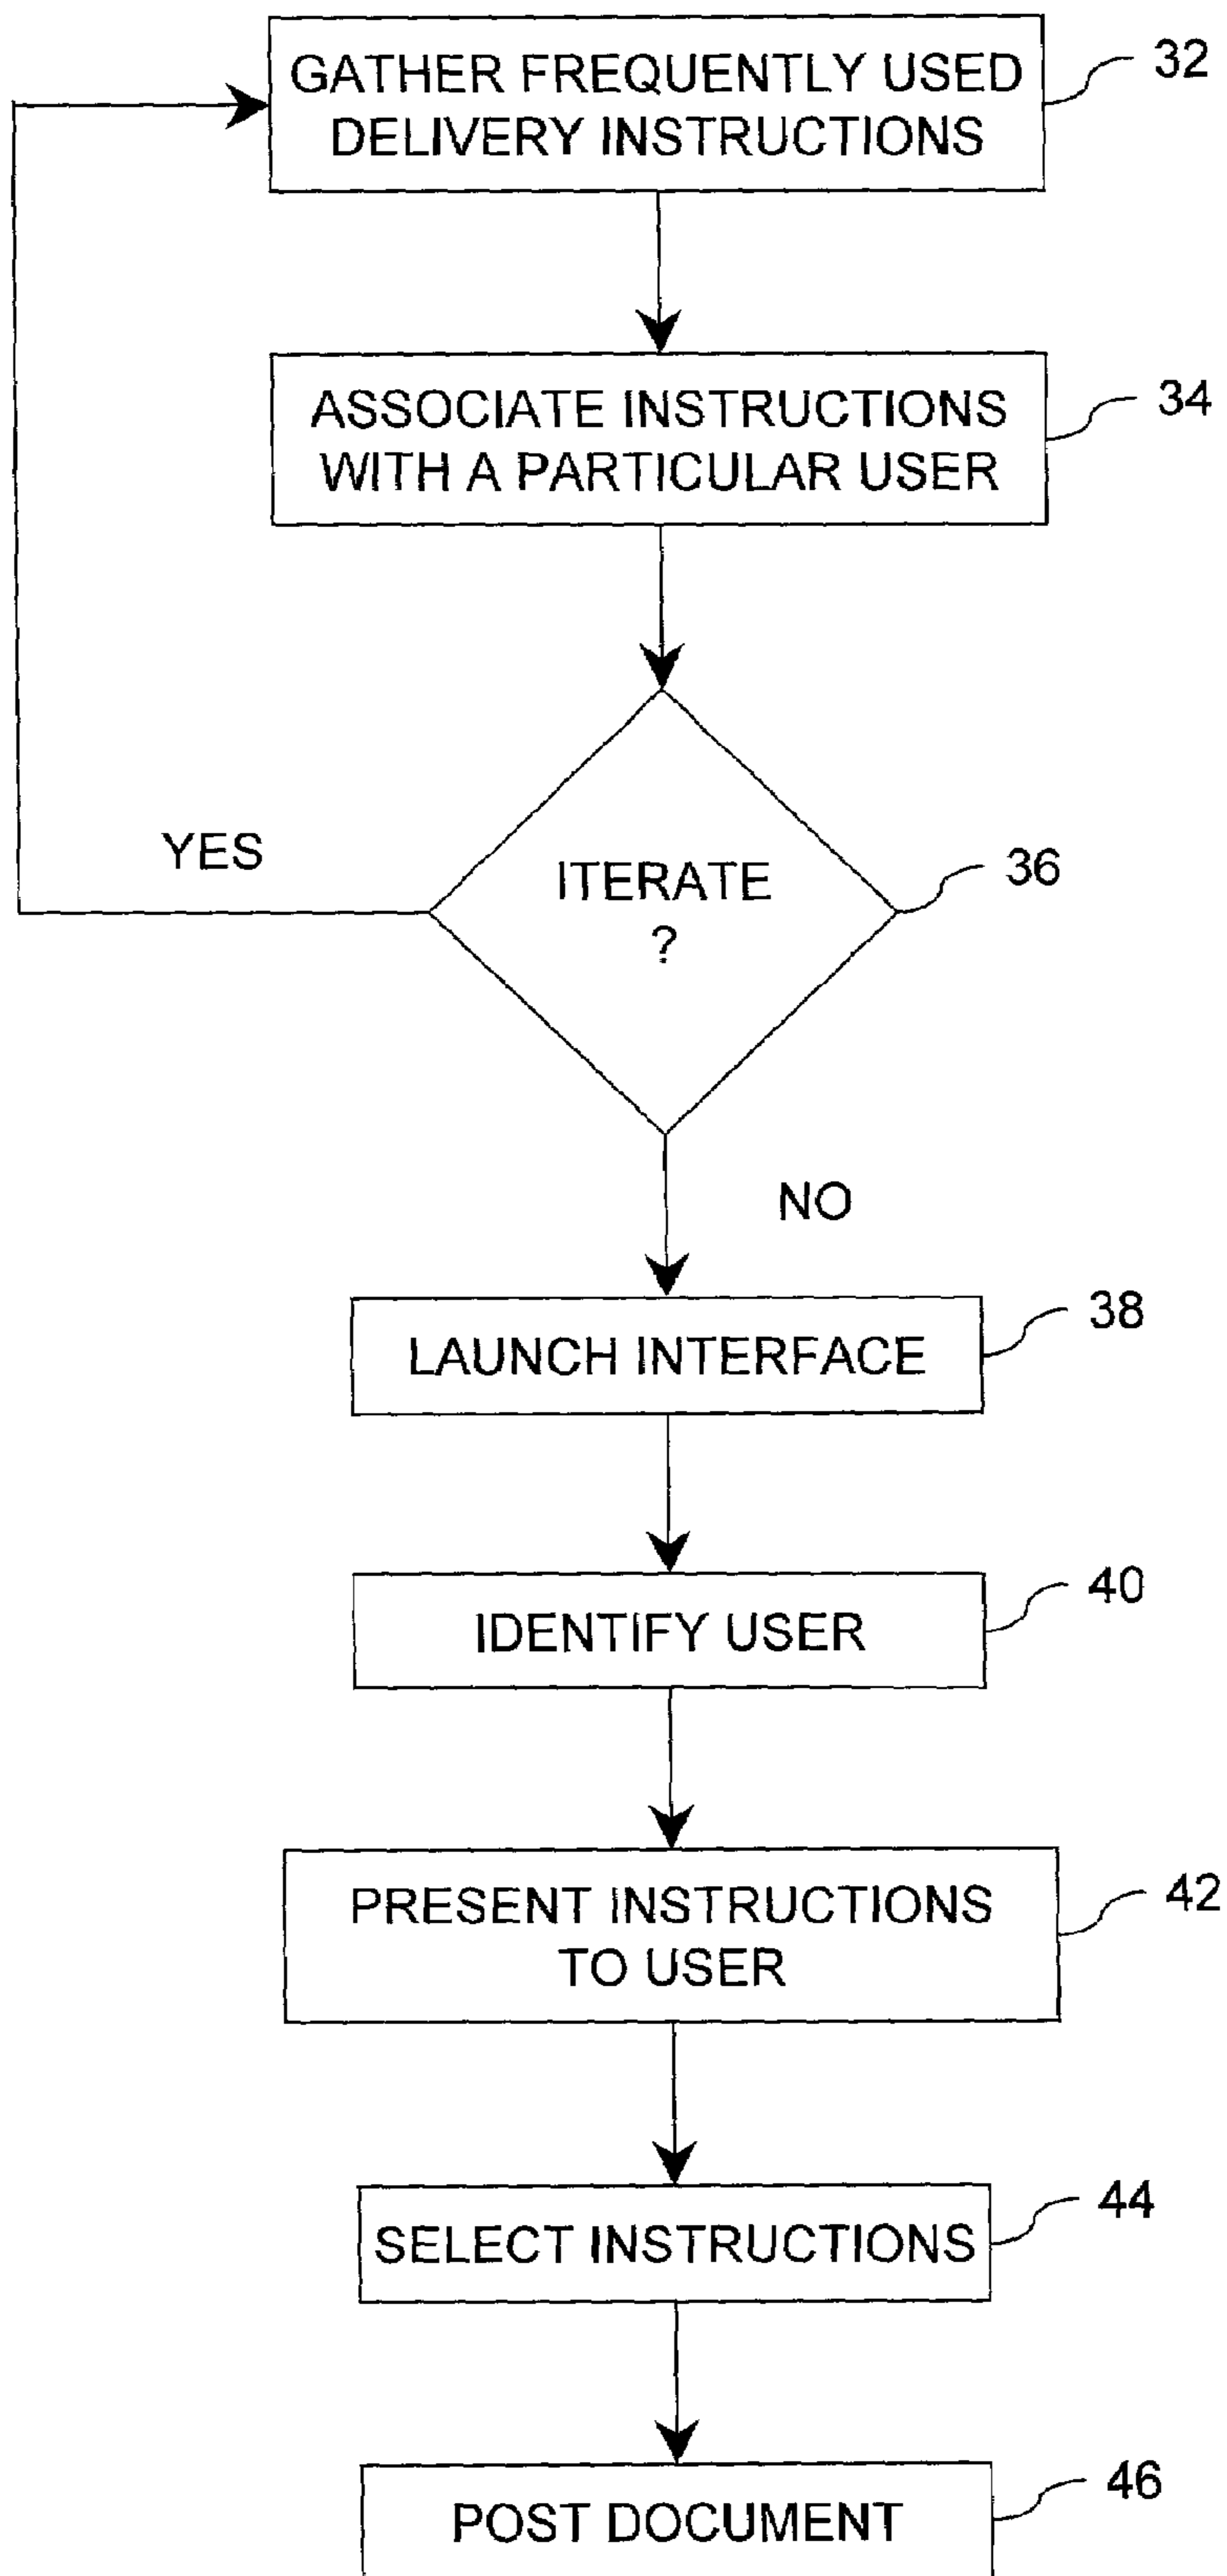 GATHER FREQUENTLY USED
DELIVERY INSTRUCTIONS
32
ASSOCIATE INSTRUCTIONS
WITH A PARTICULAR USER
34
YES
ITERATE
?
36
NO
LAUNCH INTERFACE
38
IDENTIFY USER
40
PRESENT INSTRUCTIONS
TO USER
42
SELECT INSTRUCTIONS
44
POST DOCUMENT
46